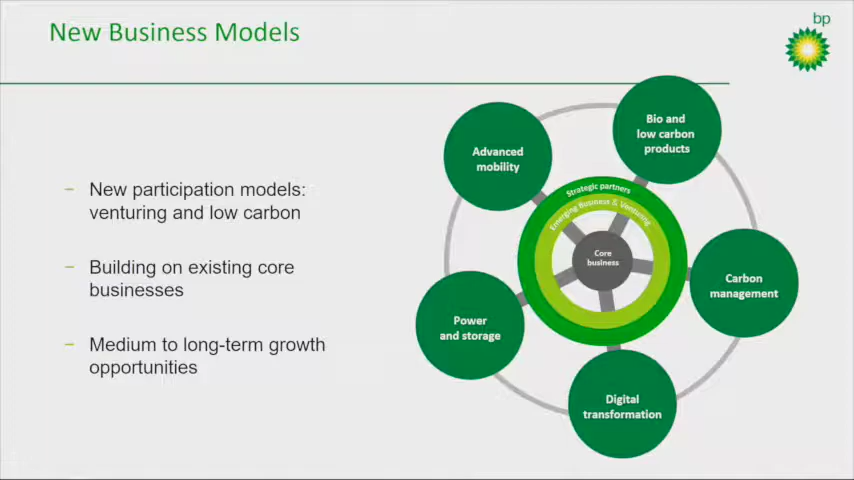 New Business Models
bp
– New participation models:
venturing and low carbon
– Building on existing core
businesses
– Medium to long-term growth
opportunities
Advanced
mobility
Bio and
low carbon
products
Strategic partners
Emerging Business & Venturing
Core
business
Carbon
management
Power
and storage
Digital
transformation